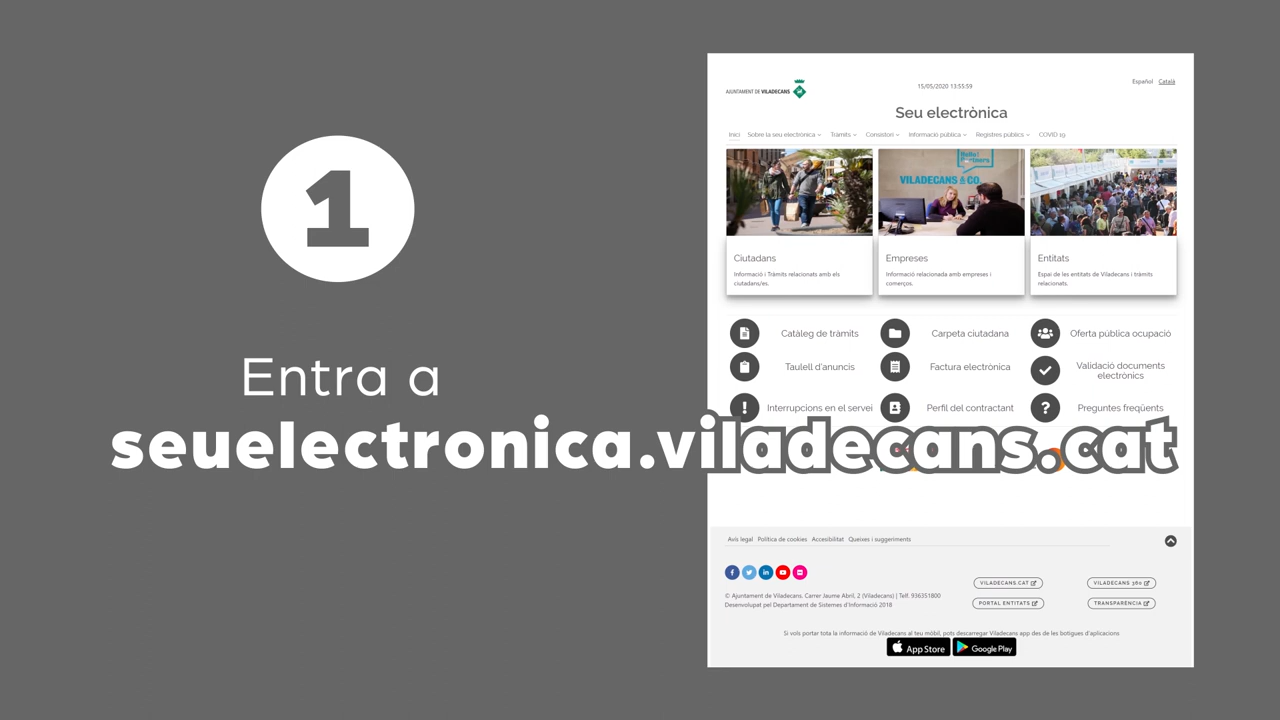 1
Entra a
seuelectronica.viladecans.cat
AJUNTAMENT DE VILADECANS
15/05/2020 13:55:59
Español Català
Seu electrònica
Inici Sobre la seu electrònica Tràmits Consistori Informació pública Registres públics COVID 19
VILADECANS & CO.
Ciutadans
Informació i Tràmits relacionats amb els
ciutadans/es.
Empreses
Informació relacionada amb empreses i
comerços.
Entitats
Espai de les entitats de Viladecans i tràmits
relacionats.
Catàleg de tràmits
Carpeta ciutadana
Oferta pública ocupació
Taulell d'anuncis
Factura electrònica
Validació documents
electrònics
Interrupcions en el servei
Perfil del contractant
Preguntes freqüents
Avís legal Política de cookies Accesibilitat Queixes i suggeriments
© Ajuntament de Viladecans. Carrer Jaume Abril, 2 (Viladecans) | Telf. 936351800
Desenvolupat pel Departament de Sistemes d'Informació 2018
VILADECANS.CAT
VILADECANS 360
PORTAL ENTITATS
TRANSPARÈNCIA
Si vols portar tota la informació de Viladecans al teu mòbil, pots descarregar Viladecans app des de les botigues d'aplicacions
App Store
Google Play